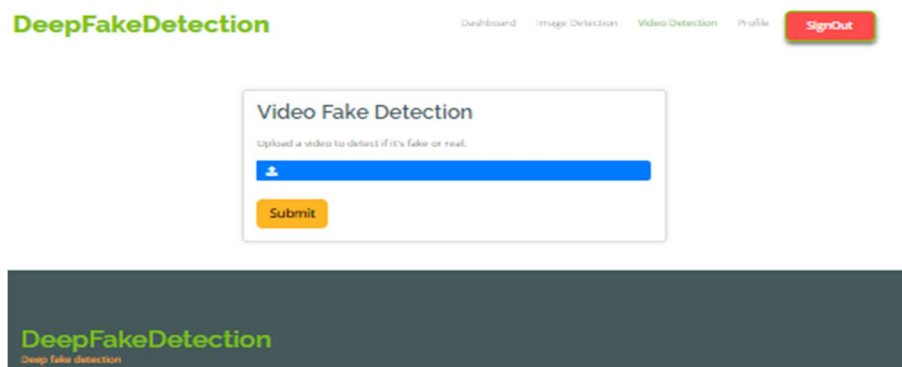 DeepFakeDetection Dashboard Image Detection Video Detection Profile SignOut
Video Fake Detection
Upload a video to detect if it's fake or real.
Submit
DeepFakeDetection
Deep fake detection